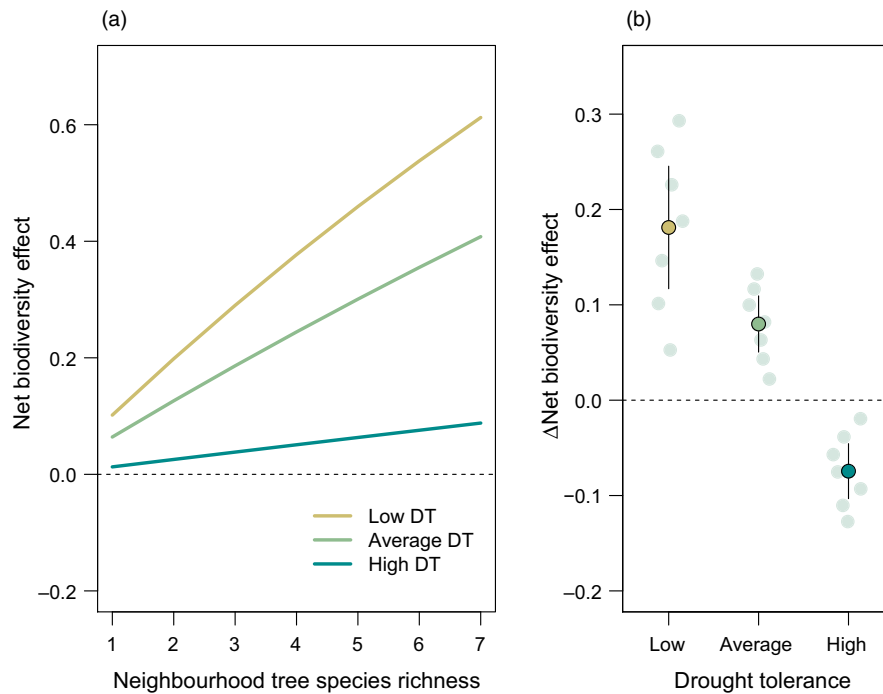 (a)
Net biodiversity effect
0.6
0.4
0.2
0.0
–0.2
Low DT
Average DT
High DT
1 2 3 4 5 6 7
Neighbourhood tree species richness
(b)
ΔNet biodiversity effect
0.3
0.2
0.1
0.0
–0.1
–0.2
Low Average High
Drought tolerance